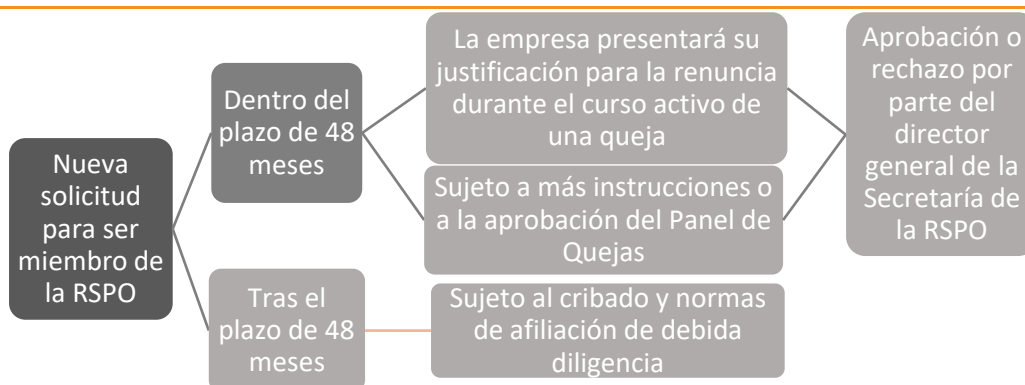 Nueva
solicitud
para ser
miembro de
la RSPO
Dentro del
plazo de 48
meses
La empresa presentará su
justificación para la renuncia
durante el curso activo de
una queja
Sujeto a más instrucciones o
a la aprobación del Panel de
Quejas
Aprobación o
rechazo por
parte del
director
general de la
Secretaría de
la RSPO
Tras el
plazo de 48
meses
Sujeto al cribado y normas
de afiliación de debida
diligencia